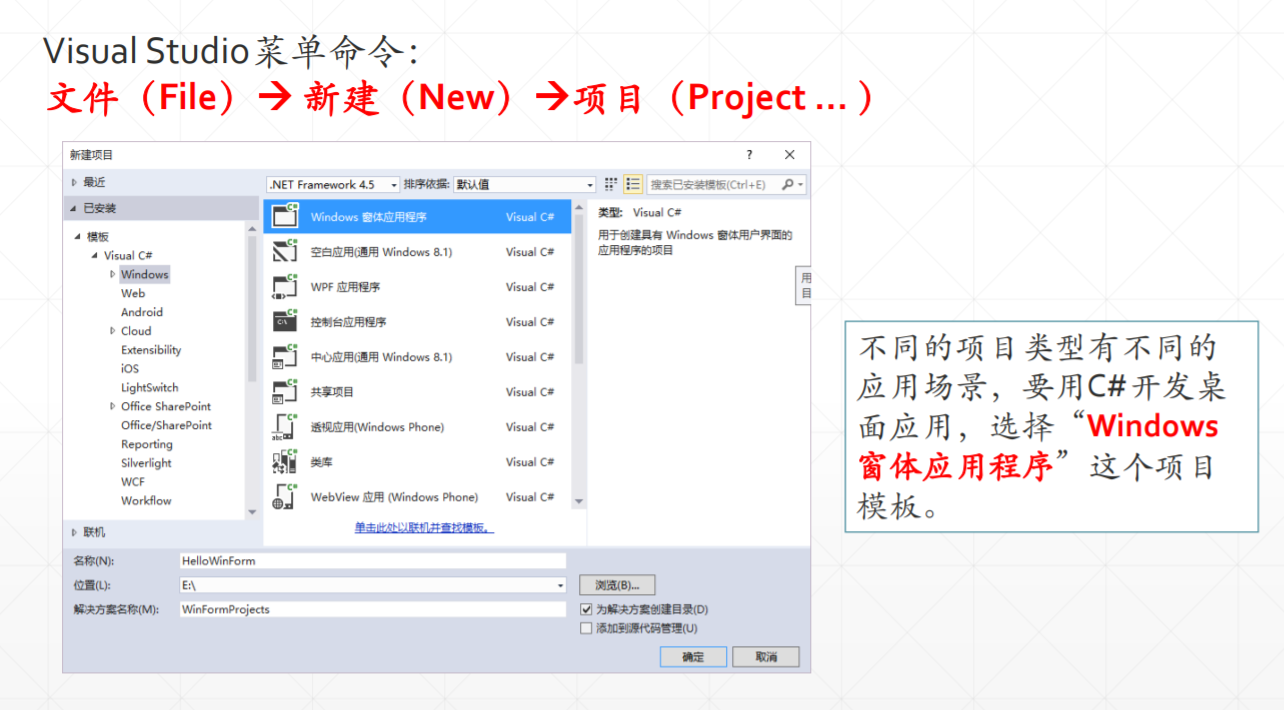 Visual Studio菜单命令：
文件（File）→ 新建（New）→项目（Project ... ）
新建项目
? ×
最近
.NET Framework 4.5 排序依据: 默认值 搜索已安装模板(Ctrl+E)
已安装
模板
Visual C#
Windows
Web
Android
Cloud
Extensibility
iOS
LightSwitch
Office SharePoint
Office/SharePoint
Reporting
Silverlight
WCF
Workflow
联机
Windows 窗体应用程序 Visual C#
空白应用(通用 Windows 8.1) Visual C#
WPF 应用程序 Visual C#
控制台应用程序 Visual C#
中心应用(通用 Windows 8.1) Visual C#
共享项目 Visual C#
透视应用(Windows Phone) Visual C#
类库 Visual C#
WebView 应用 (Windows Phone) Visual C#
单击此处以联机并查找模板。
类型: Visual C#
用于创建具有 Windows 窗体用户界面的
应用程序的项目
用
目
名称(N): HelloWinForm
位置(L): E:\ 浏览(B)...
解决方案名称(M): WinFormProjects 为解决方案创建目录(D)
添加到源代码管理(U)
确定 取消
不同的项目类型有不同的
应用场景，要用C#开发桌
面应用，选择“Windows
窗体应用程序”这个项目
模板。